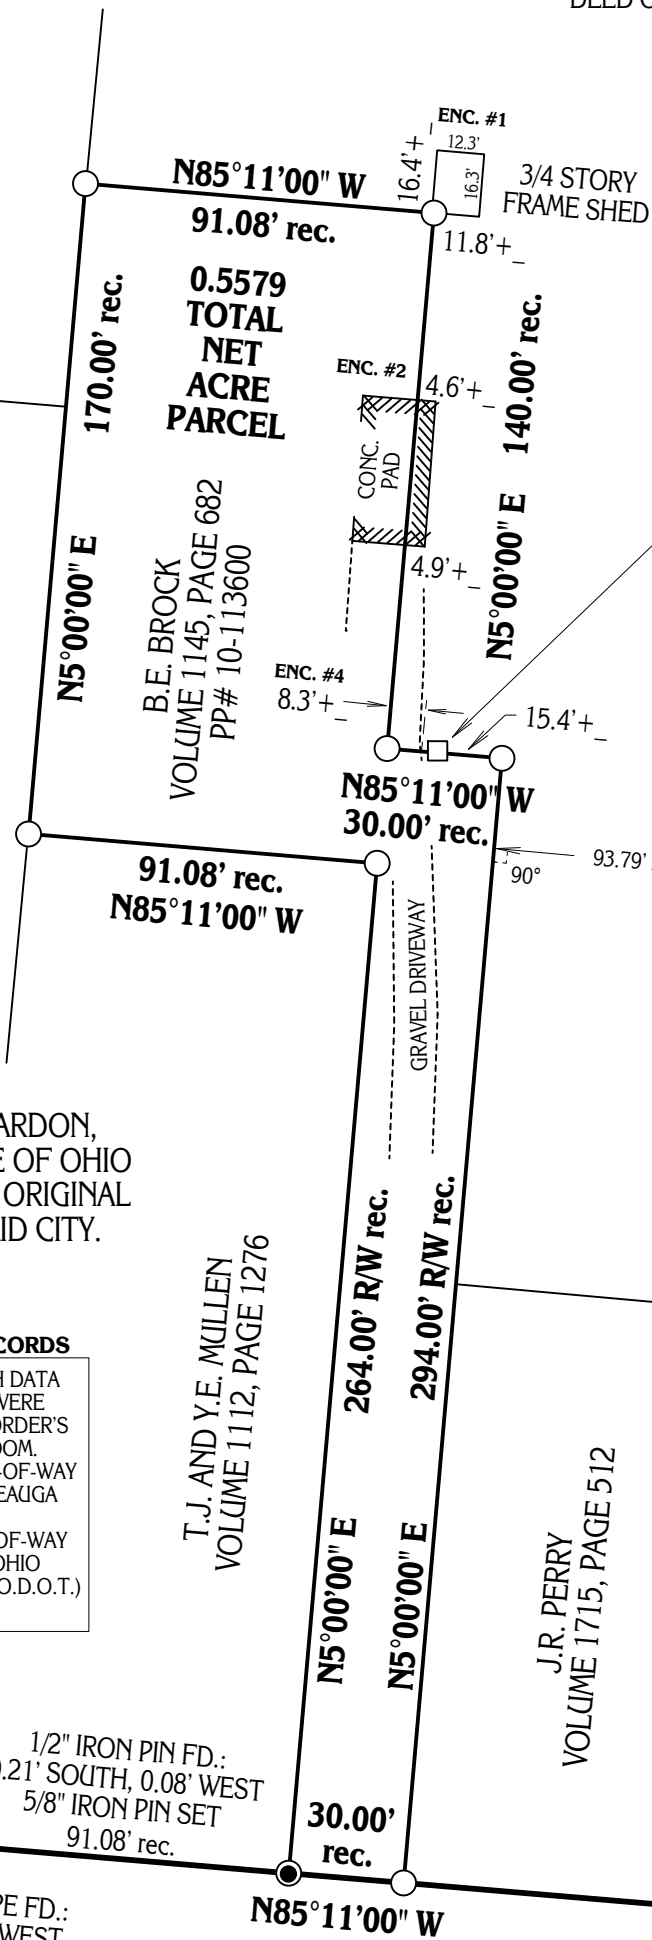 ENC. #1
12.3'
16.4'+_
16.3'
3/4 STORY
FRAME SHED
N85°11'00" W
91.08' rec.
11.8'+_
0.5579
TOTAL
NET
ACRE
PARCEL
170.00' rec.
N5°00'00" E
140.00' rec.
N5°00'00" E
ENC. #2
4.6'+_
CONC.
PAD
4.9'+_
B.E. BROCK
VOLUME 1145, PAGE 682
PP# 10-113600
ENC. #4
8.3'+_
15.4'+_
N85°11'00" W
30.00' rec.
93.79'
90°
91.08' rec.
N85°11'00" W
GRAVEL DRIVEWAY
ARDON,
E OF OHIO
ORIGINAL
ID CITY.
264.00' R/W rec.
N5°00'00" E
294.00' R/W rec.
N5°00'00" E
T.J. AND Y.E. MULLEN
VOLUME 1112, PAGE 1276
CORDS
H DATA
WERE
ORDER'S
OOM.
-OF-WAY
EAUGA
OF-WAY
OHIO
O.D.O.T.)
J.R. PERRY
VOLUME 1715, PAGE 512
1/2" IRON PIN FD.:
.21' SOUTH, 0.08' WEST
5/8" IRON PIN SET
91.08' rec.
30.00'
rec.
N85°11'00" W
PE FD.:
WEST